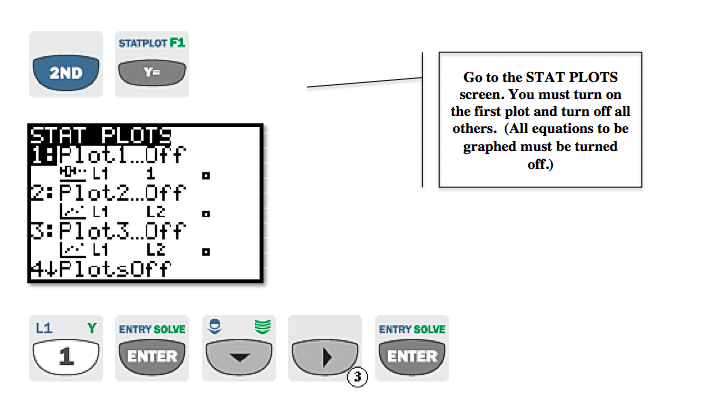 STATPLOT F1
2ND
Y=
Go to the STAT PLOTS
screen. You must turn on
the first plot and turn off all
others. (All equations to be
graphed must be turned
off.)
STAT PLOTS
1:Plot1…Off
L1 1
2:Plot2…Off
L1 L2
3:Plot3…Off
L1 L2
4↓PlotsOff
L1 Y
ENTRY SOLVE
ENTRY SOLVE
1
ENTER
ENTER
3